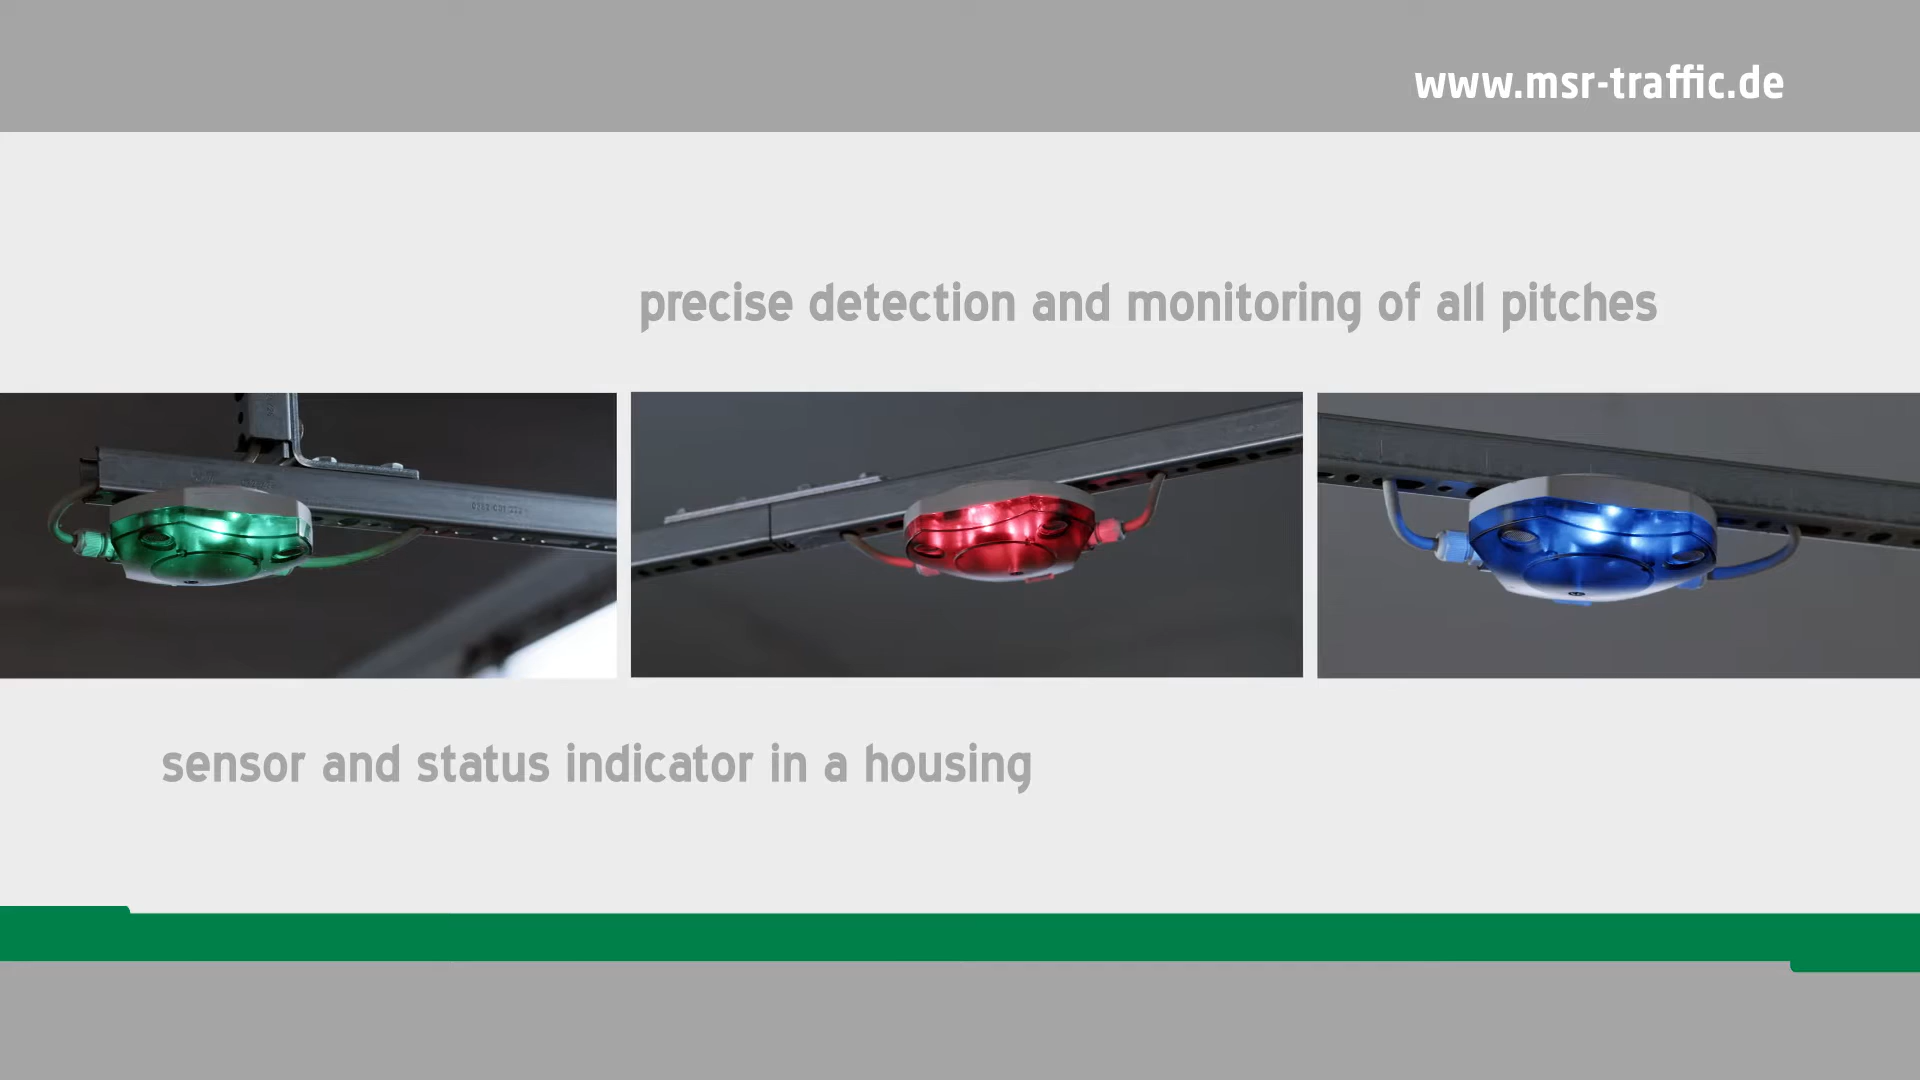 www.msr-traffic.de
precise detection and monitoring of all pitches
sensor and status indicator in a housing